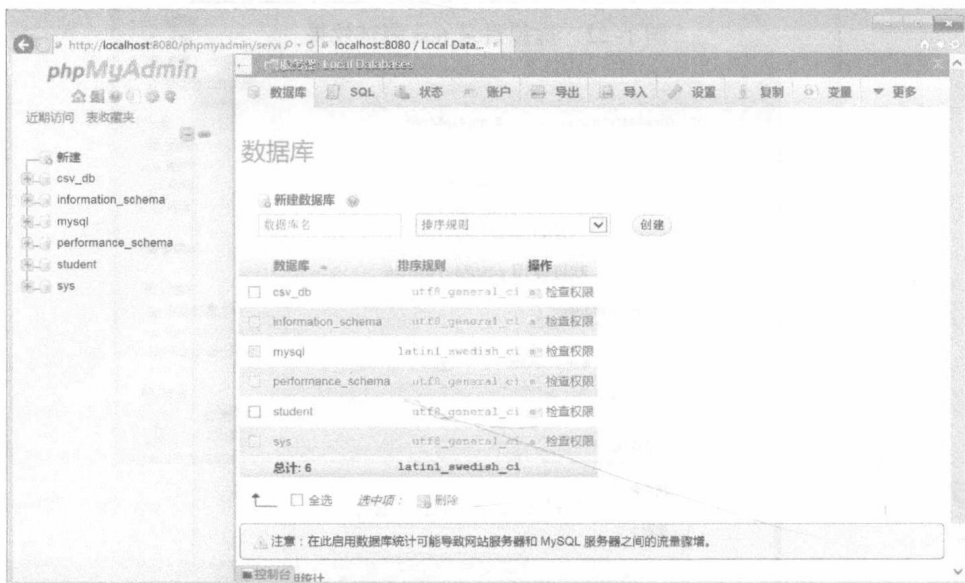 http://localhost:8080/phpmyadmin/serv
localhost:8080 / Local Data...
phpMyAdmin
近期访问 表收藏夹
新建
csv_db
information_schema
mysql
performance_schema
student
sys
Local Databases
数据库 SQL 状态 账户 导出 导入 设置 复制 变量 更多
数据库
新建数据库
数据库名 排序规则 创建
数据库 排序规则 操作
csv_db utf8_general_ci 检查权限
information_schema utf8_general_ci 检查权限
mysql latin1_swedish_ci 检查权限
performance_schema utf8_general_ci 检查权限
student utf8_general_ci 检查权限
sys utf8_general_ci 检查权限
总计: 6 latin1_swedish_ci
全选 选中项: 删除
注意:在此启用数据库统计可能导致网站服务器和 MySQL 服务器之间的流量骤增。
控制台